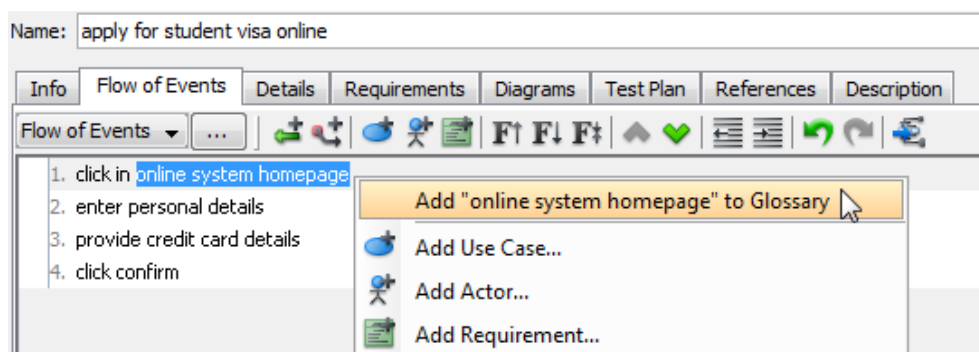 Name: apply for student visa online
Info Flow of Events Details Requirements Diagrams Test Plan References Description
Flow of Events ... F↑ F↓ F‡
1. click in online system homepage
Add "online system homepage" to Glossary
2. enter personal details
3. provide credit card details
Add Use Case...
4. click confirm
Add Actor...
Add Requirement...